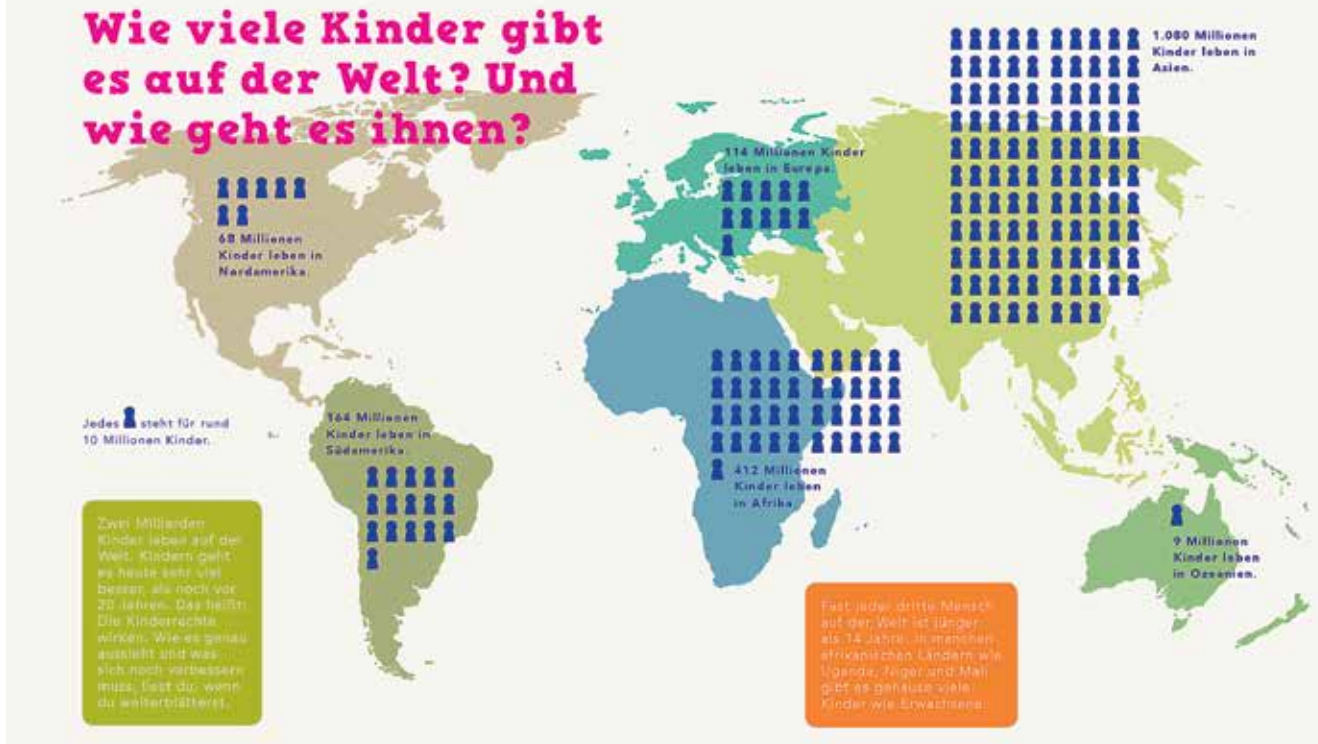 Wie viele Kinder gibt
es auf der Welt? Und
wie geht es ihnen?
1.080 Millionen
Kinder leben in
Asien.
114 Millionen Kinder
leben in Europa.
68 Millionen
Kinder leben in
Nordamerika.
Jedes steht für rund
10 Millionen Kinder.
164 Millionen
Kinder leben in
Südamerika.
412 Millionen
Kinder leben
in Afrika.
9 Millionen
Kinder leben
in Ozeanien.
Zwei Milliarden
Kinder leben auf der
Welt. Kindern geht
es heute sehr viel
besser, als noch vor
20 Jahren. Das heißt:
Die Kinderrechte
wirken. Wie es genau
aussieht und was
sich noch verbessern
muss, liest du, wenn
du weiterblätterst.
Fast jeder dritte Mensch
auf der Welt ist jünger
als 14 Jahre. In manchen
afrikanischen Ländern wie
Uganda, Niger und Mali
gibt es genauso viele
Kinder wie Erwachsene.